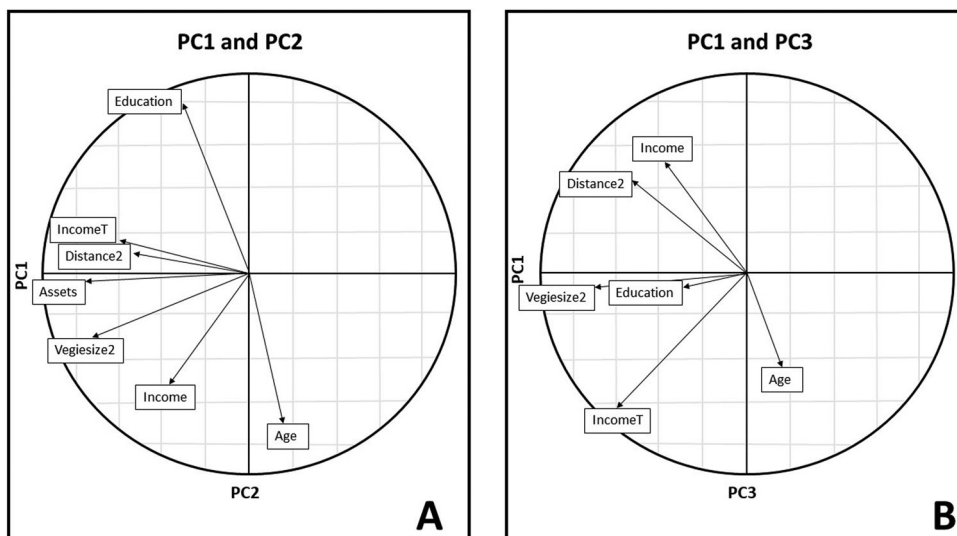 PC1 and PC2
Education
IncomeT
Distance2
PC1
Assets
Vegiesize2
Income
Age
PC2
A
PC1 and PC3
Income
Distance2
PC1
Vegiesize2
Education
Age
IncomeT
PC3
B